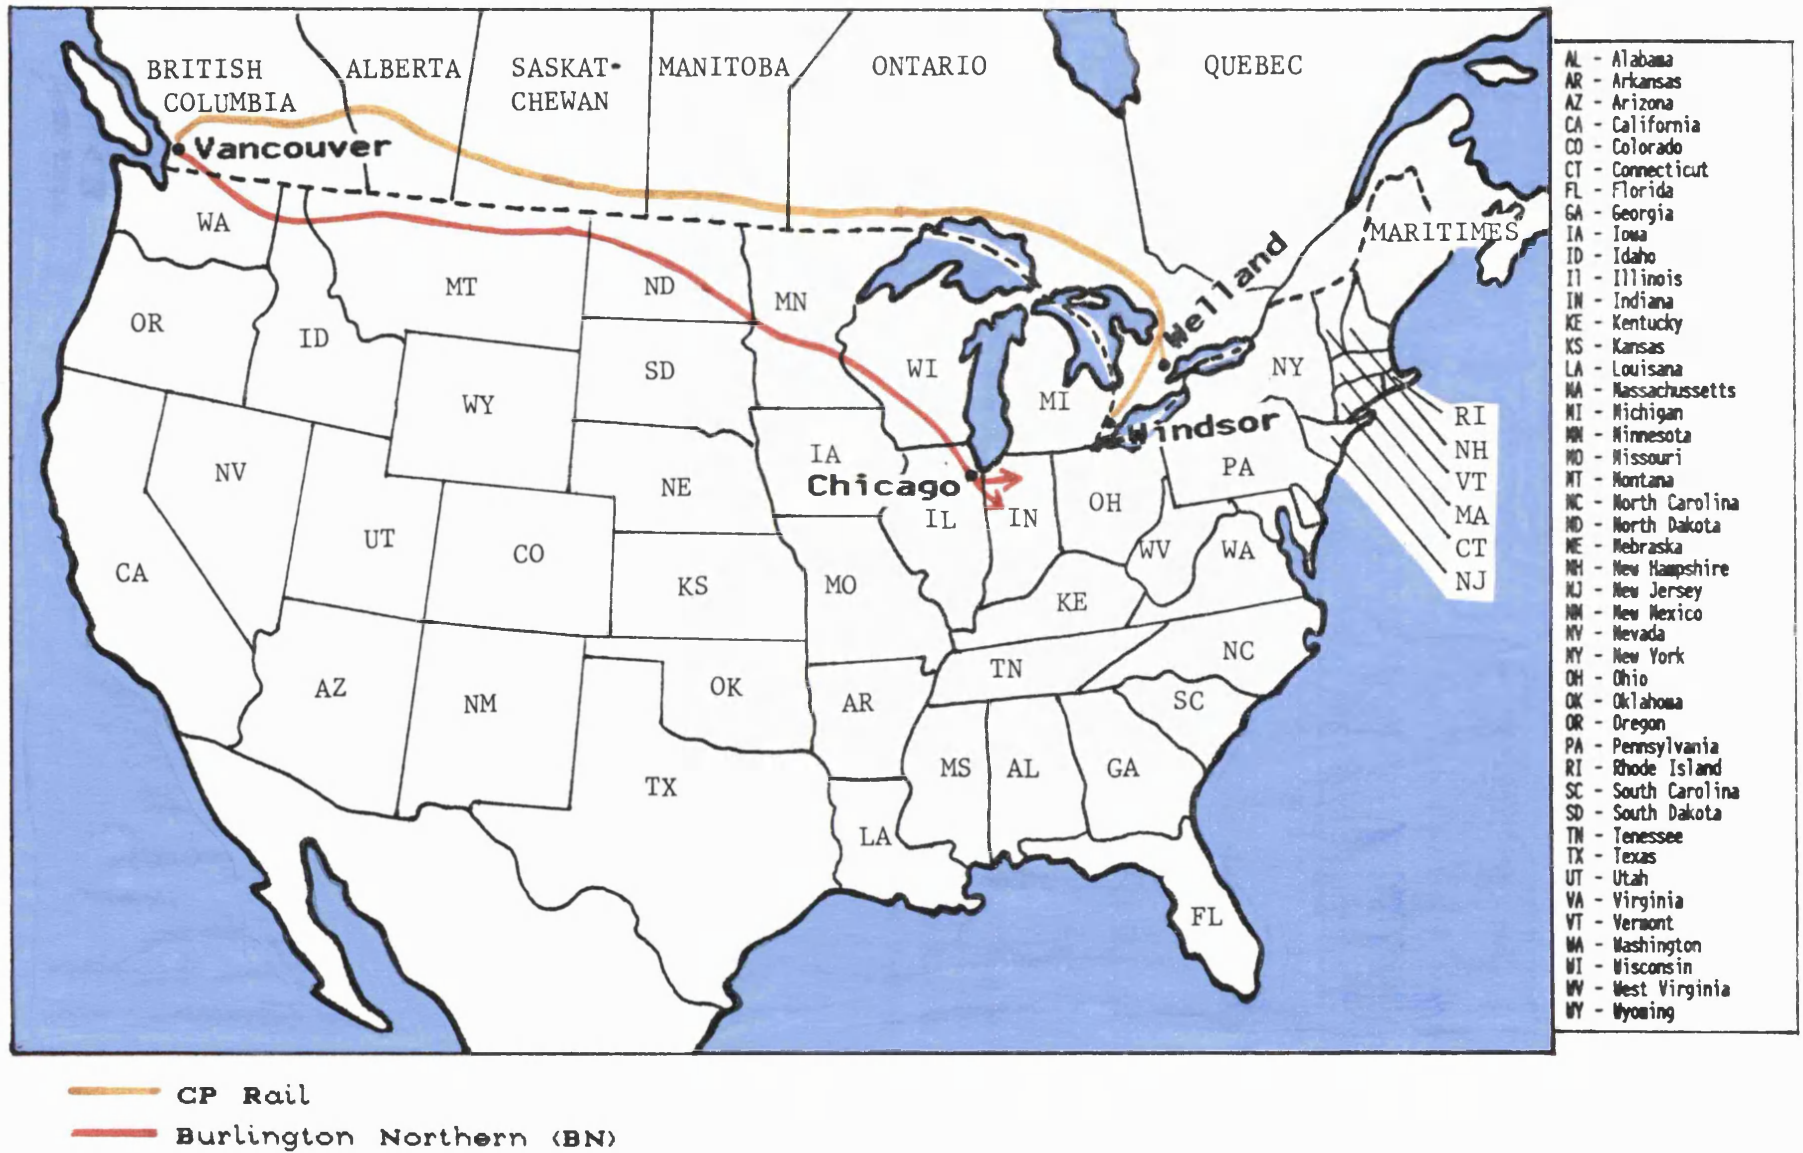 BRITISH
COLUMBIA
ALBERTA
SASKAT-
CHEWAN
MANITOBA
ONTARIO
QUEBEC
Vancouver
MARITIMES
WA
MT
ND
MN
Welland
OR
ID
SD
WI
MI
NY
WY
Windsor
RI
NV
NE
IA
Chicago
PA
NH
VT
IL
IN
OH
MA
UT
CO
WV
WA
CT
CA
KS
MO
KE
NJ
AZ
NM
OK
AR
TN
NC
SC
TX
MS
AL
GA
LA
FL
AL - Alabama
AR - Arkansas
AZ - Arizona
CA - California
CO - Colorado
CT - Connecticut
FL - Florida
GA - Georgia
IA - Iowa
ID - Idaho
Il - Illinois
IN - Indiana
KE - Kentucky
KS - Kansas
LA - Louisana
MA - Massachussetts
MI - Michigan
MN - Minnesota
MO - Missouri
MT - Montana
NC - North Carolina
ND - North Dakota
NE - Nebraska
NH - New Hampshire
NJ - New Jersey
NM - New Mexico
NV - Nevada
NY - New York
OH - Ohio
OK - Oklahoma
OR - Oregon
PA - Pennsylvania
RI - Rhode Island
SC - South Carolina
SD - South Dakota
TN - Tenessee
TX - Texas
UT - Utah
VA - Virginia
VT - Vermont
WA - Washington
WI - Wisconsin
WV - West Virginia
WY - Wyoming
CP Rail
Burlington Northern (BN)